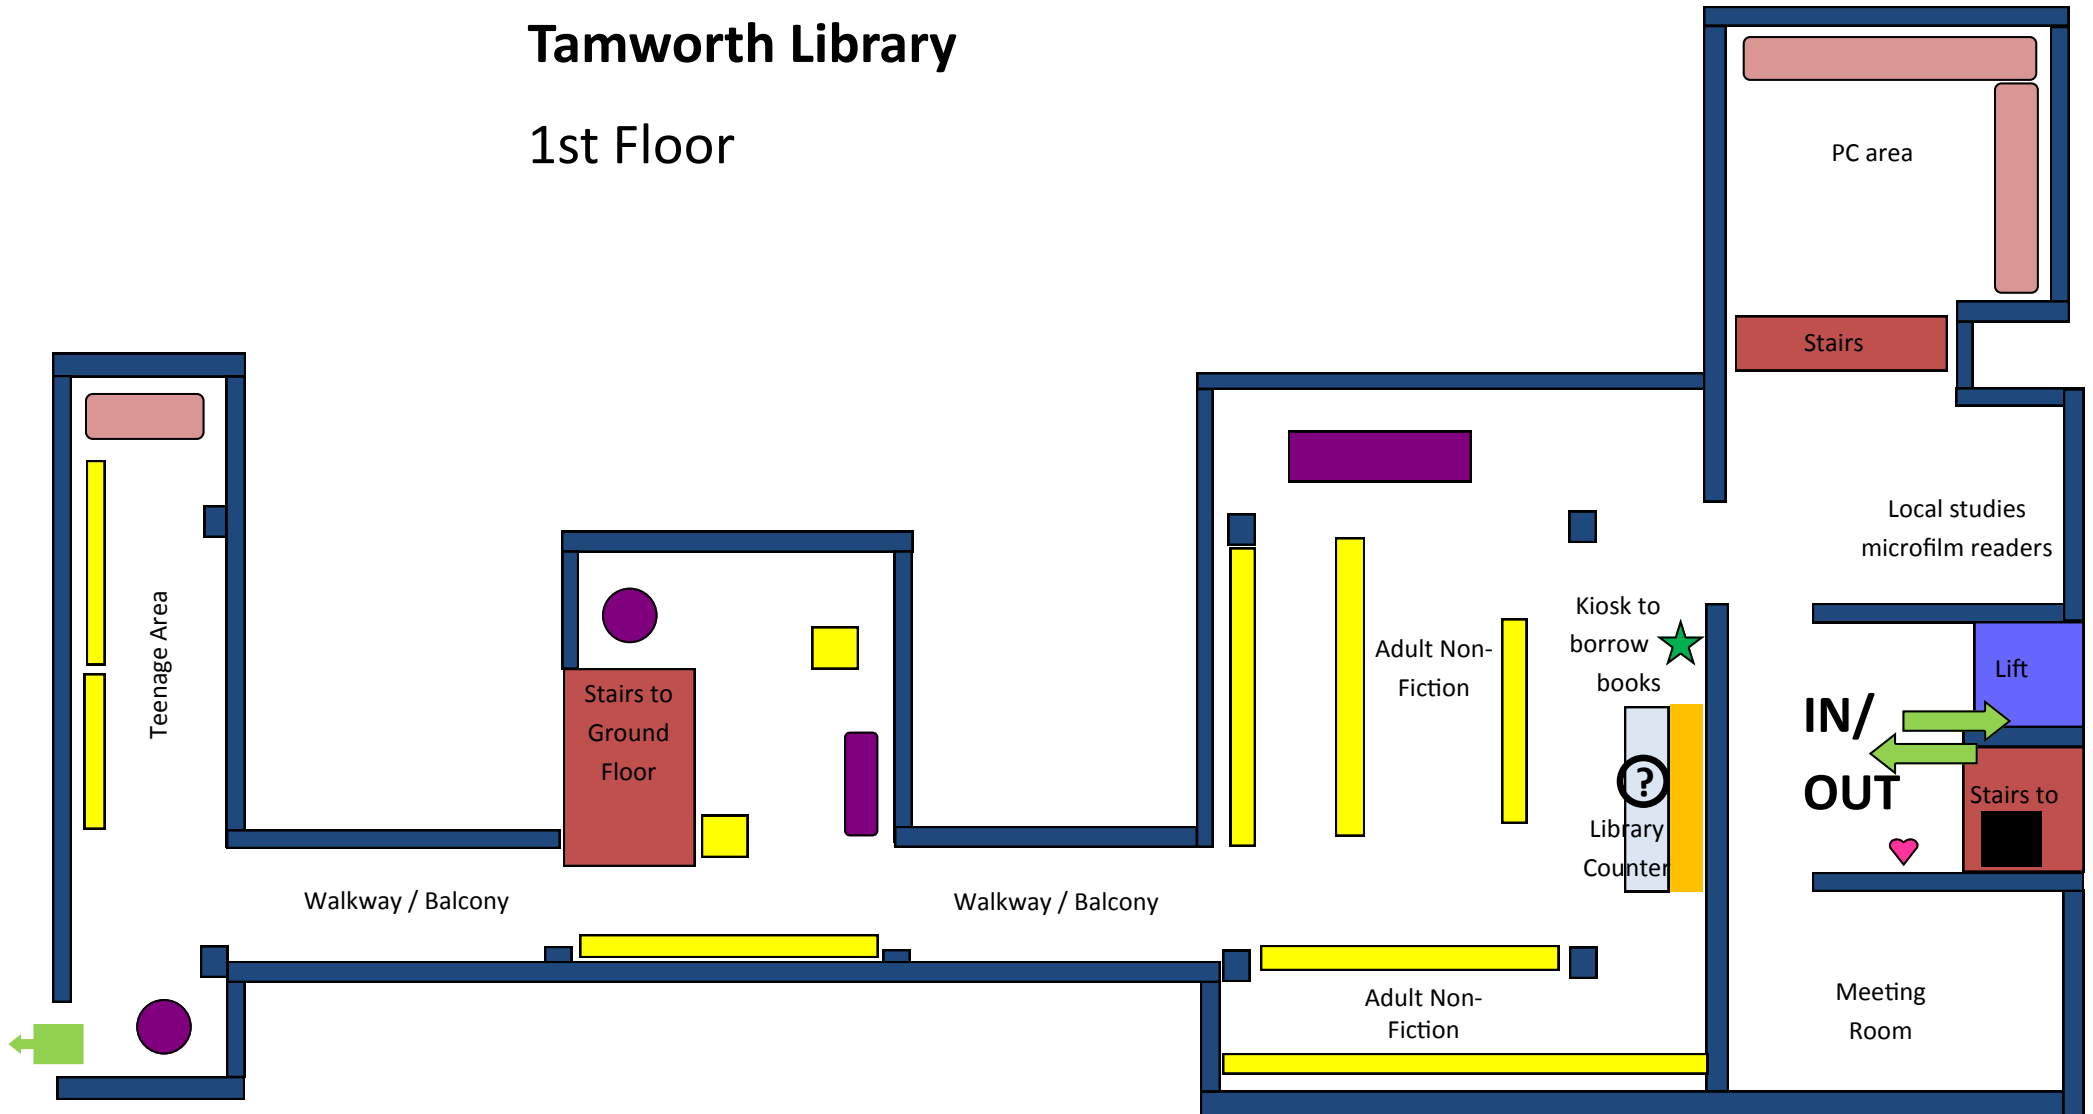 Tamworth Library
1st Floor
PC area
Stairs
Local studies
microfilm readers
Teenage Area
Stairs to
Ground
Floor
Kiosk to
borrow
books
Adult Non-
Fiction
Lift
IN/
OUT
Stairs to
?
Library
Counter
Walkway / Balcony
Walkway / Balcony
Adult Non-
Fiction
Meeting
Room